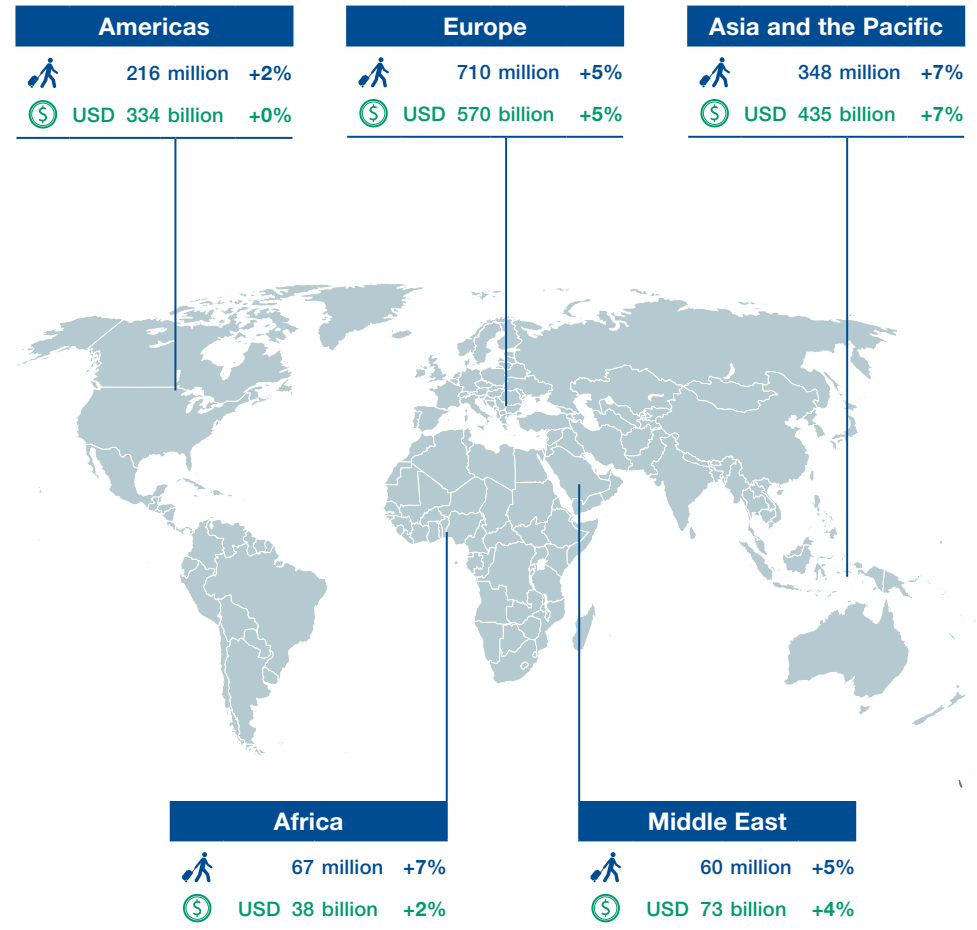 Americas
216 million +2%
$ USD 334 billion +0%
Europe
710 million +5%
$ USD 570 billion +5%
Asia and the Pacific
348 million +7%
$ USD 435 billion +7%
Africa
67 million +7%
$ USD 38 billion +2%
Middle East
60 million +5%
$ USD 73 billion +4%